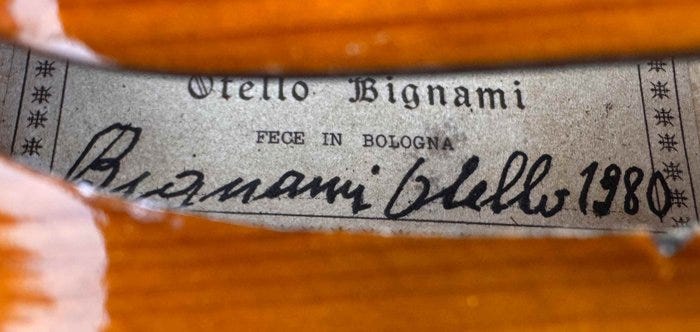 Otello Bignami
FECE IN BOLOGNA
Bignami Otello 1980